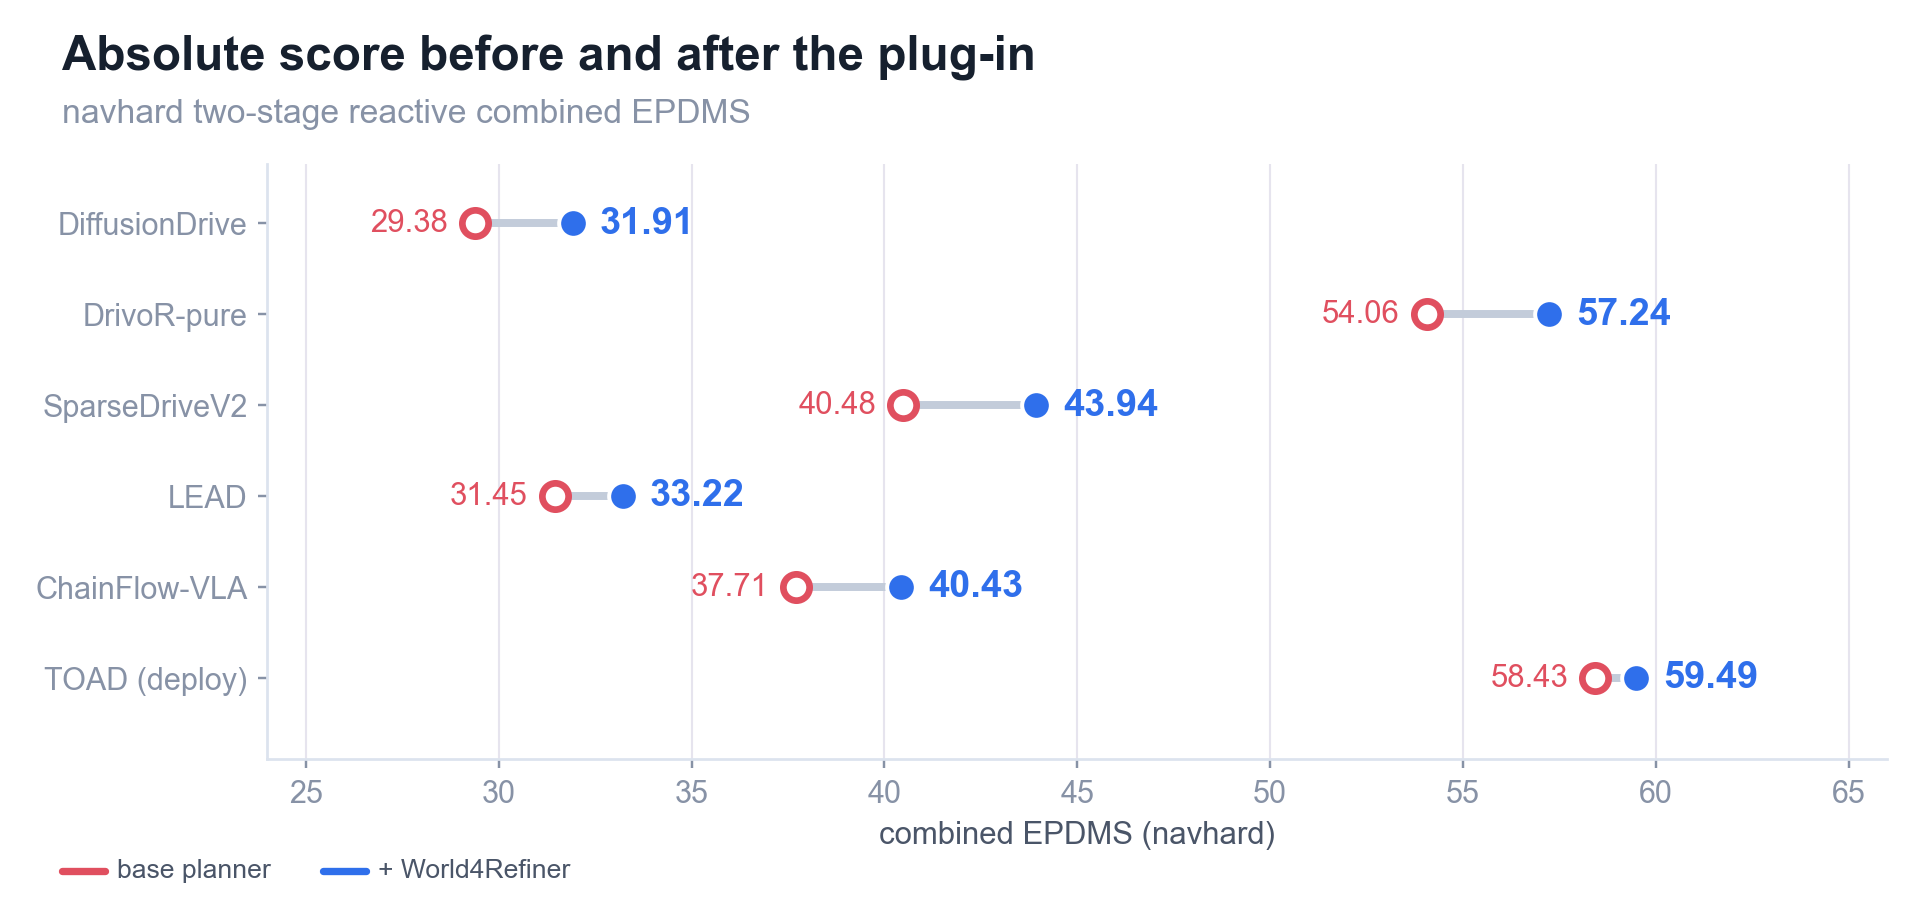 Absolute score before and after the plug-in
navhard two-stage reactive combined EPDMS
DiffusionDrive 29.38 31.91
DrivoR-pure 54.06 57.24
SparseDriveV2 40.48 43.94
LEAD 31.45 33.22
ChainFlow-VLA 37.71 40.43
TOAD (deploy) 58.43 59.49
25 30 35 40 45 50 55 60 65
combined EPDMS (navhard)
base planner + World4Refiner